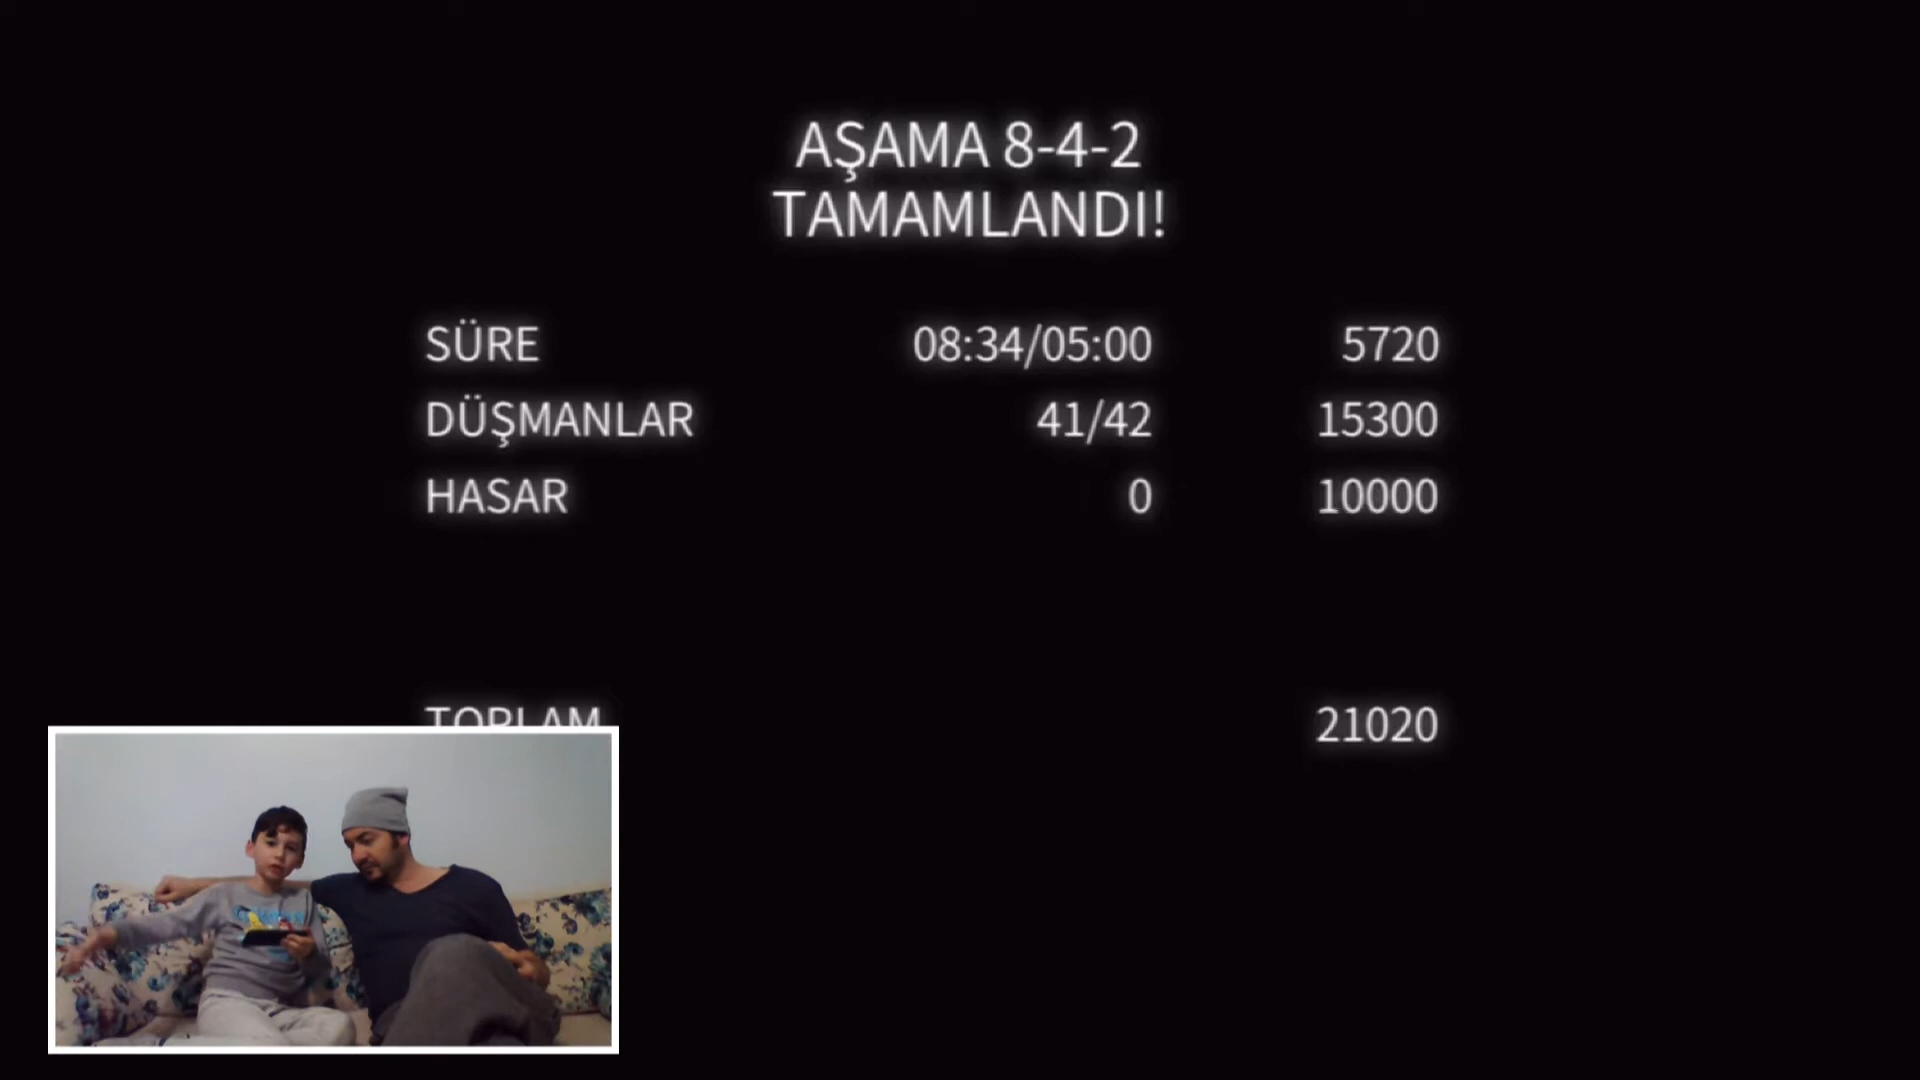 AŞAMA 8-4-2
TAMAMLANDI!
SÜRE 08:34/05:00 5720
DÜŞMANLAR 41/42 15300
HASAR 0 10000
TOPLAM 21020